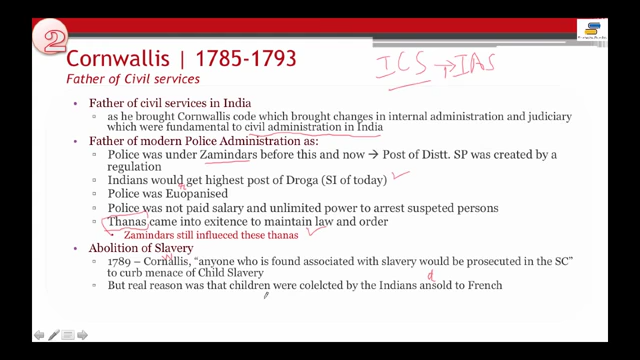 2
Cornwallis | 1785-1793
Father of Civil services
ICS → IAS
• Father of civil services in India
▫ as he brought Cornwallis code which brought changes in internal administration and judiciary
which were fundamental to civil administration in India
• Father of modern Police Administration as:
▫ Police was under Zamindars before this and now → Post of Distt. SP was created by a
regulation
▫ Indians would get highest post of Droga (SI of today)
▫ Police was Euopanised
▫ Police was not paid salary and unlimited power to arrest suspeted persons
▫ Thanas came into exitence to maintain law and order
• Zamindars still influeced these thanas
• Abolition of Slavery
w
▫ 1789 – Cornallis, “anyone who is found associated with slavery would be prosecuted in the SC”
to curb menace of Child Slavery
d
▫ But real reason was that children were colelcted by the Indians ansold to French